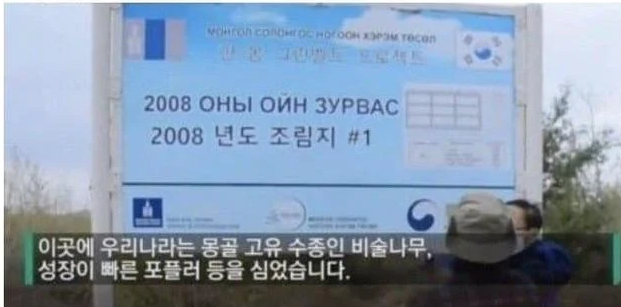 МОНГОЛ СОЛОНГОС НОГООН ХЭРЭМ ТӨСӨЛ
한·몽 그린벨트 프로젝트
2008 ОНЫ ОЙН ЗУРВАС
2008 년도 조림지 #1
이곳에 우리나라는 몽골 고유 수종인 비술나무,
성장이 빠른 포플러 등을 심었습니다.